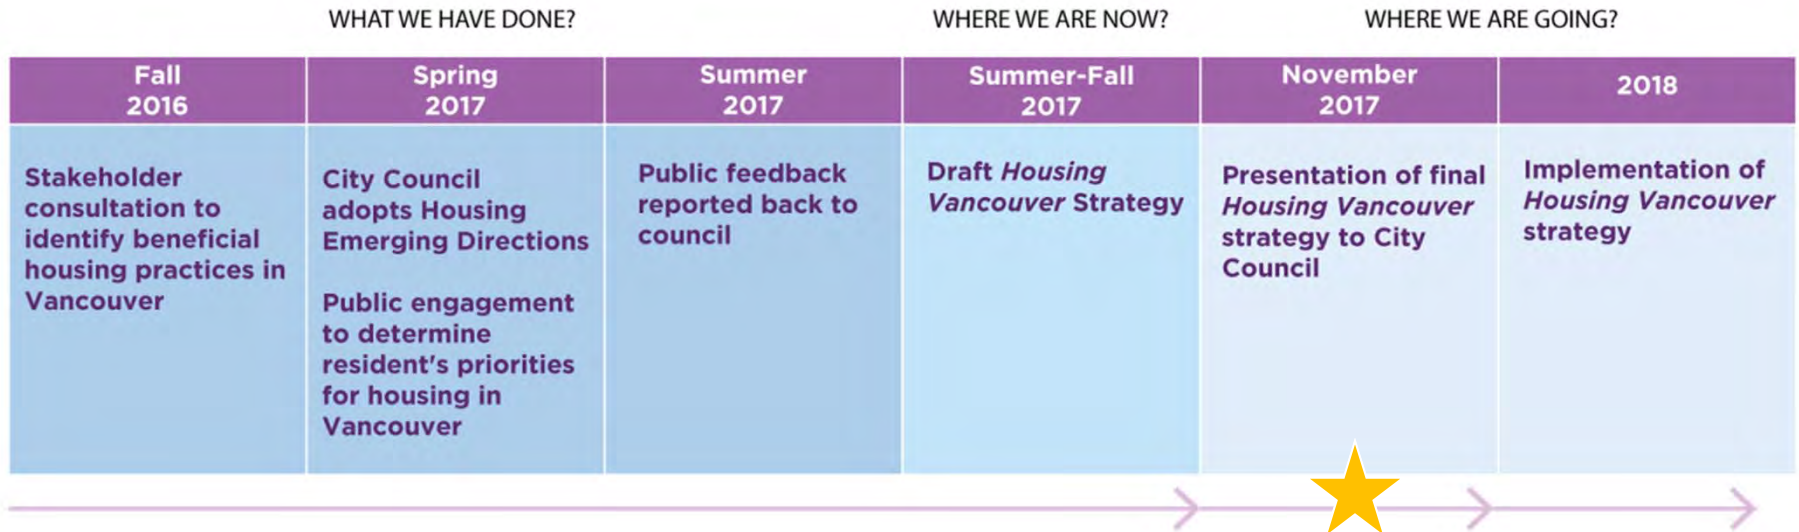 WHAT WE HAVE DONE?
WHERE WE ARE NOW?
WHERE WE ARE GOING?
Fall
2016
Spring
2017
Summer
2017
Summer-Fall
2017
November
2017
2018
Stakeholder
consultation to
identify beneficial
housing practices in
Vancouver
City Council
adopts Housing
Emerging Directions
Public engagement
to determine
resident's priorities
for housing in
Vancouver
Public feedback
reported back to
council
Draft Housing
Vancouver Strategy
Presentation of final
Housing Vancouver
strategy to City
Council
Implementation of
Housing Vancouver
strategy